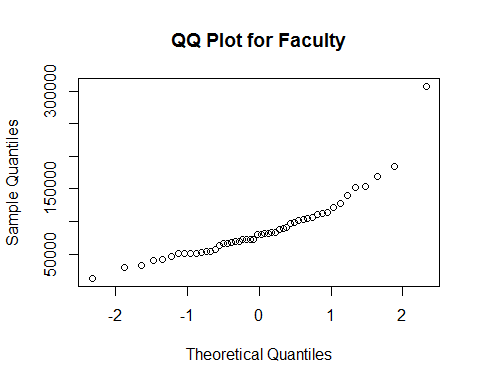 QQ Plot for Faculty
Sample Quantiles
300000
150000
50000
-2 -1 0 1 2
Theoretical Quantiles